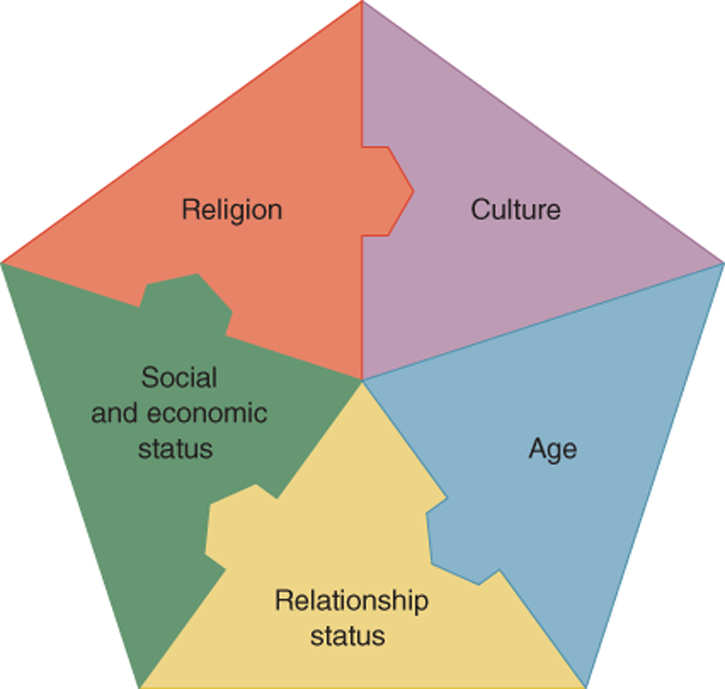 Religion
Culture
Social
and economic
status
Age
Relationship
status